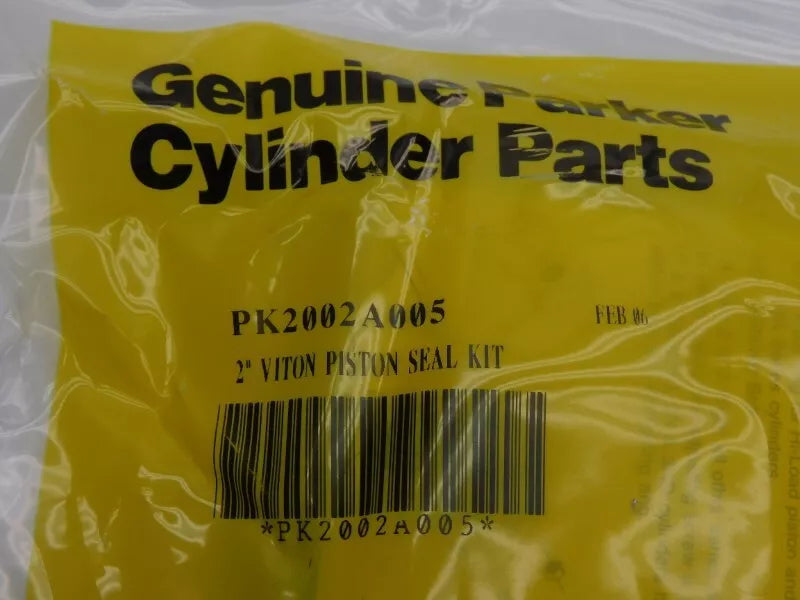 Genuine Parker
Cylinder Parts
PK2002A005 FEB 06
2" VITON PISTON SEAL KIT
*PK2002A005*